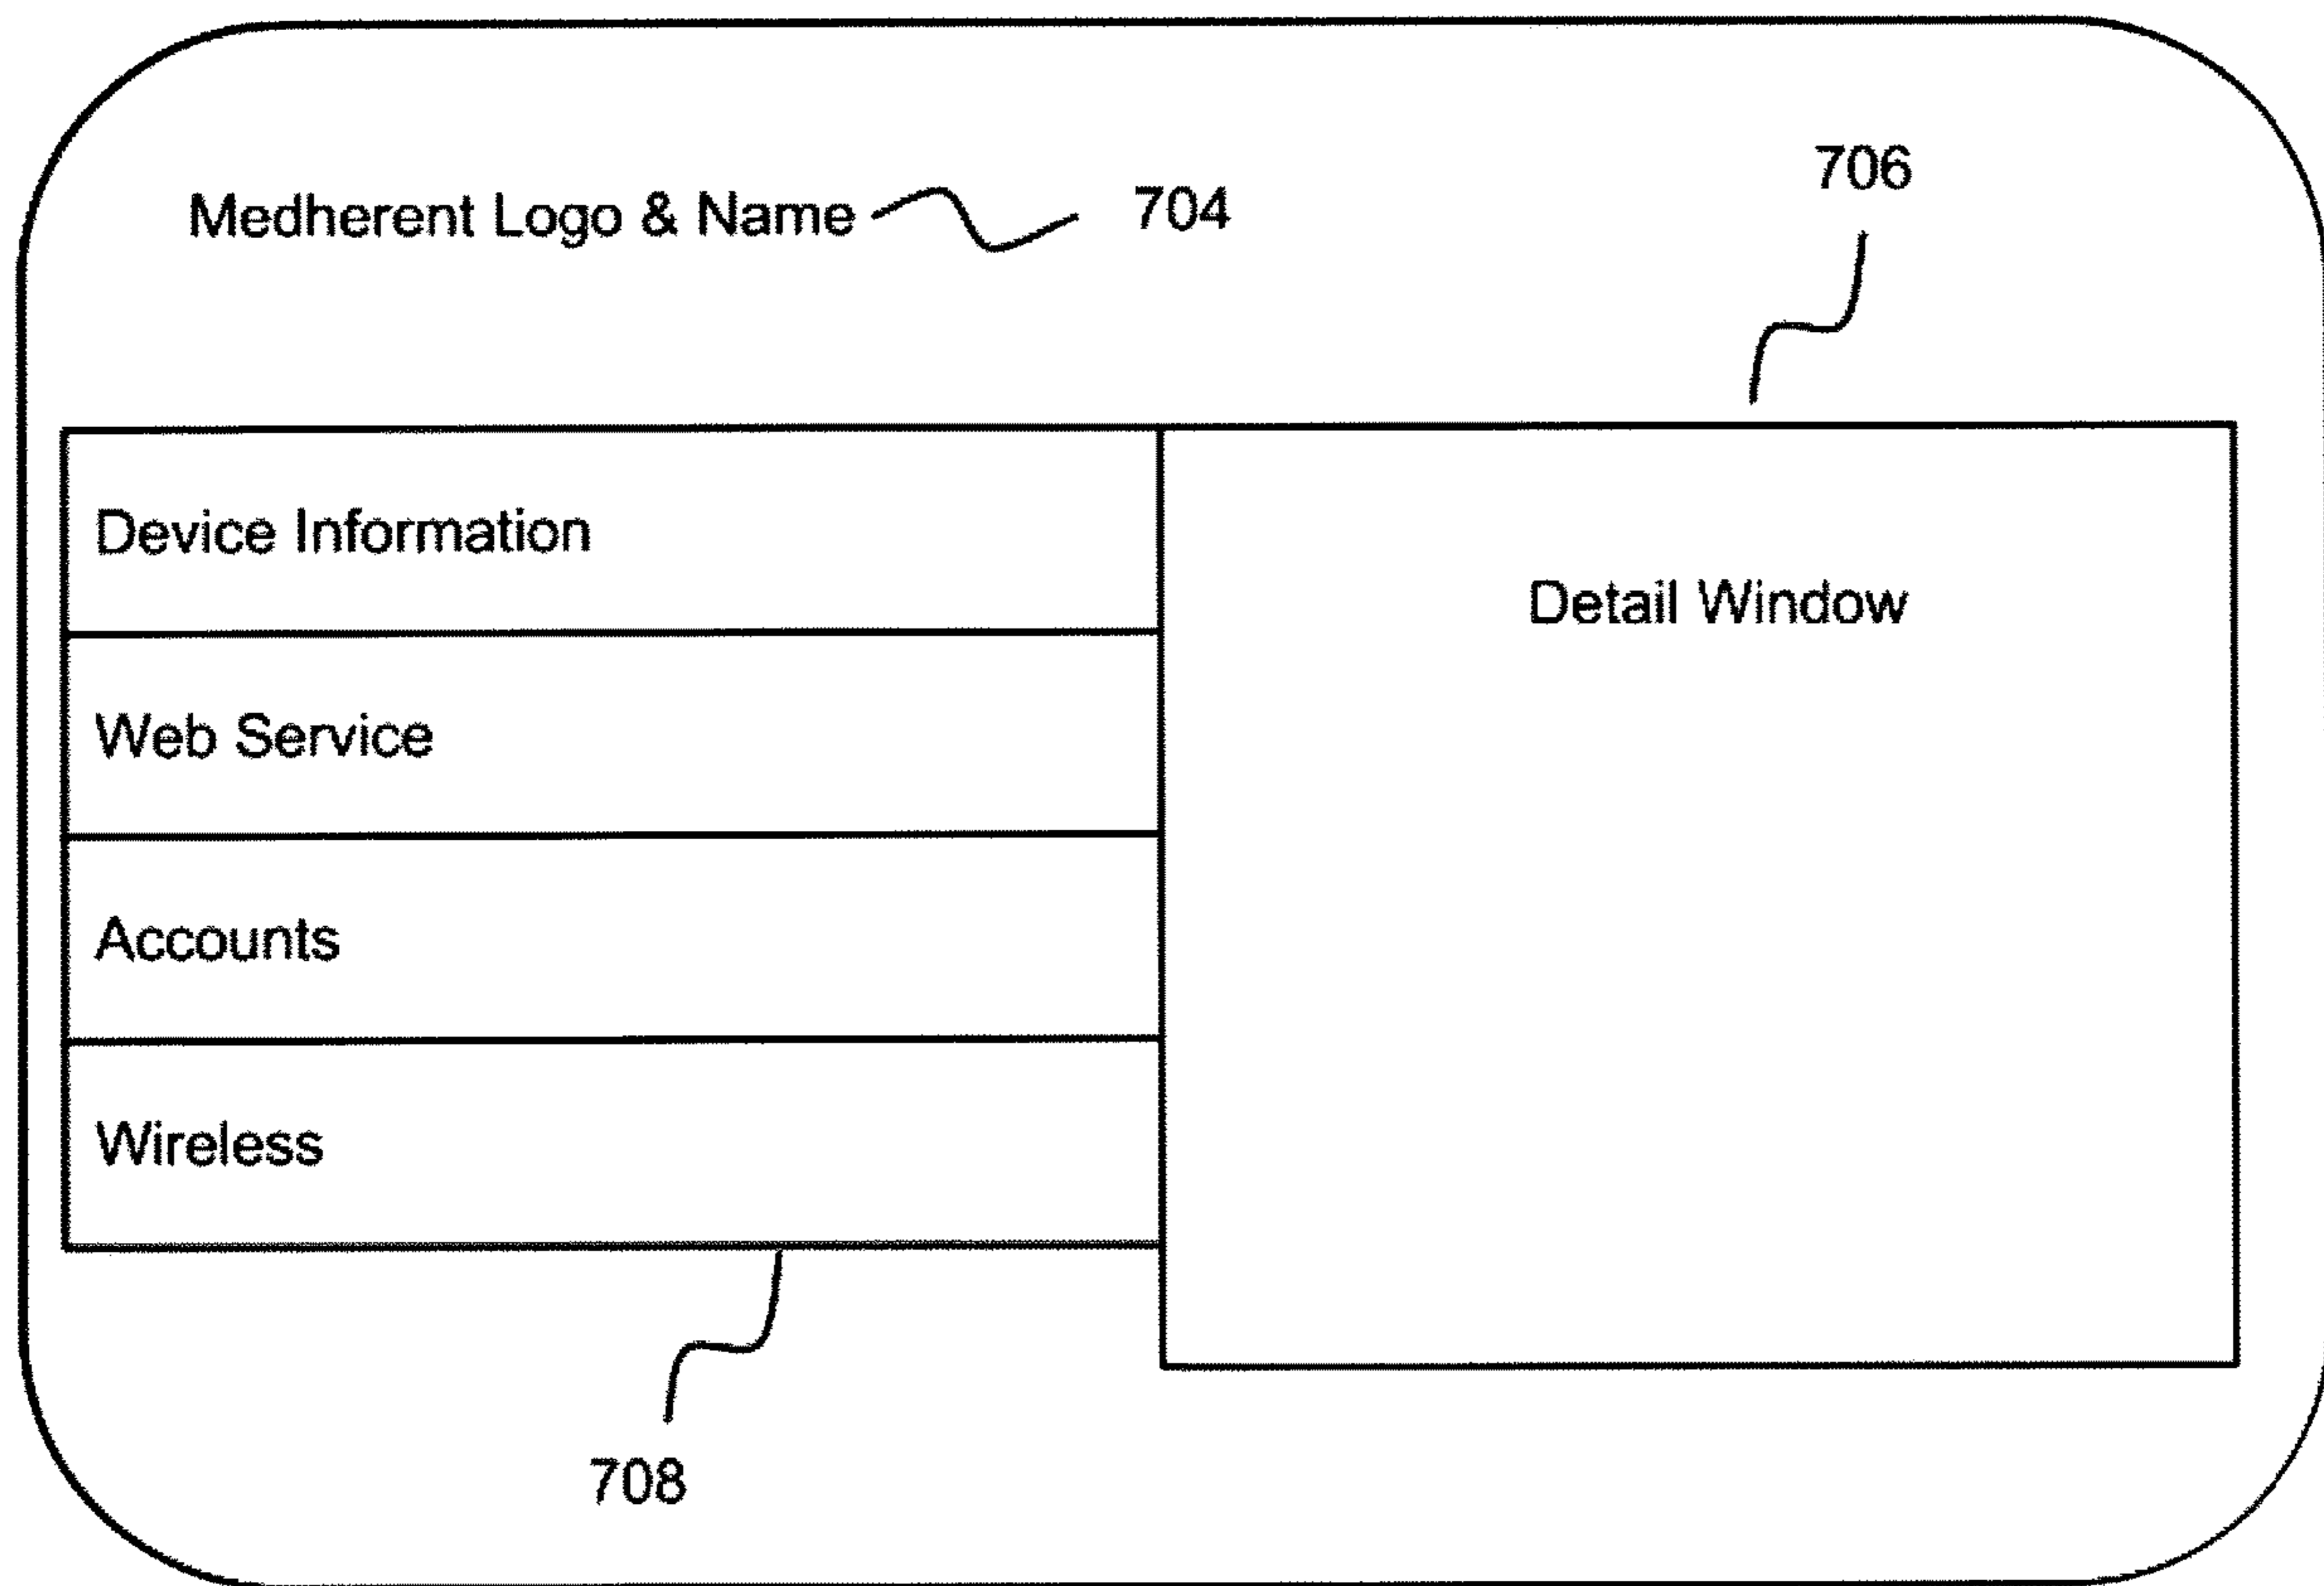 706
Medherent Logo & Name 704
Device Information
Detail Window
Web Service
Accounts
Wireless
708